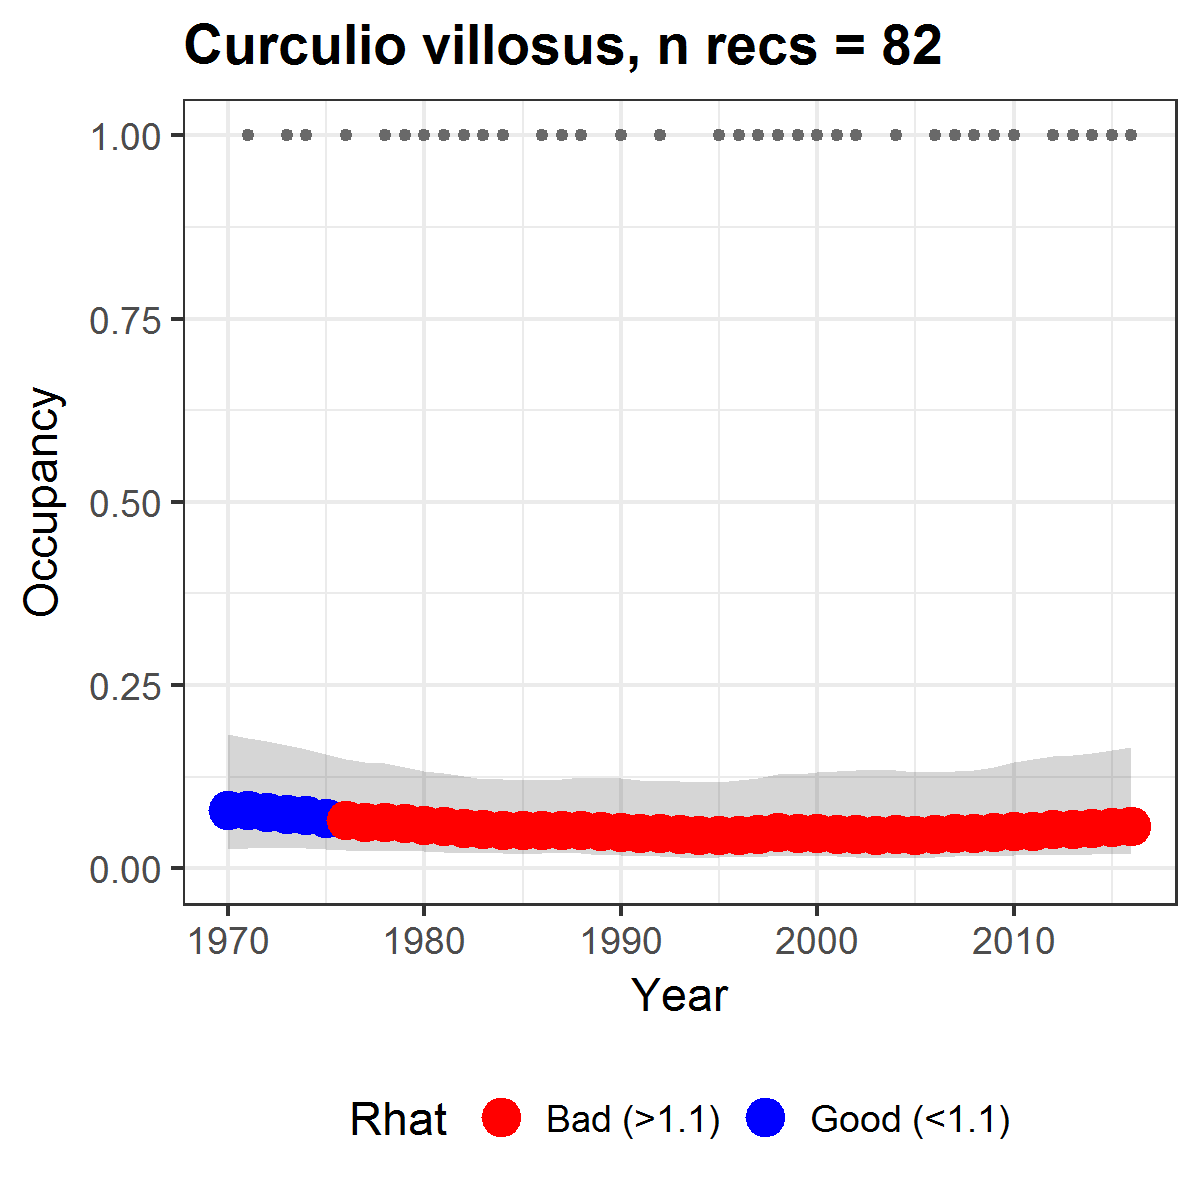 Curculio villosus, n recs = 82
1.00
0.75
0.50
0.25
0.00
Occupancy
1970 1980 1990 2000 2010
Year
Rhat Bad (>1.1) Good (<1.1)